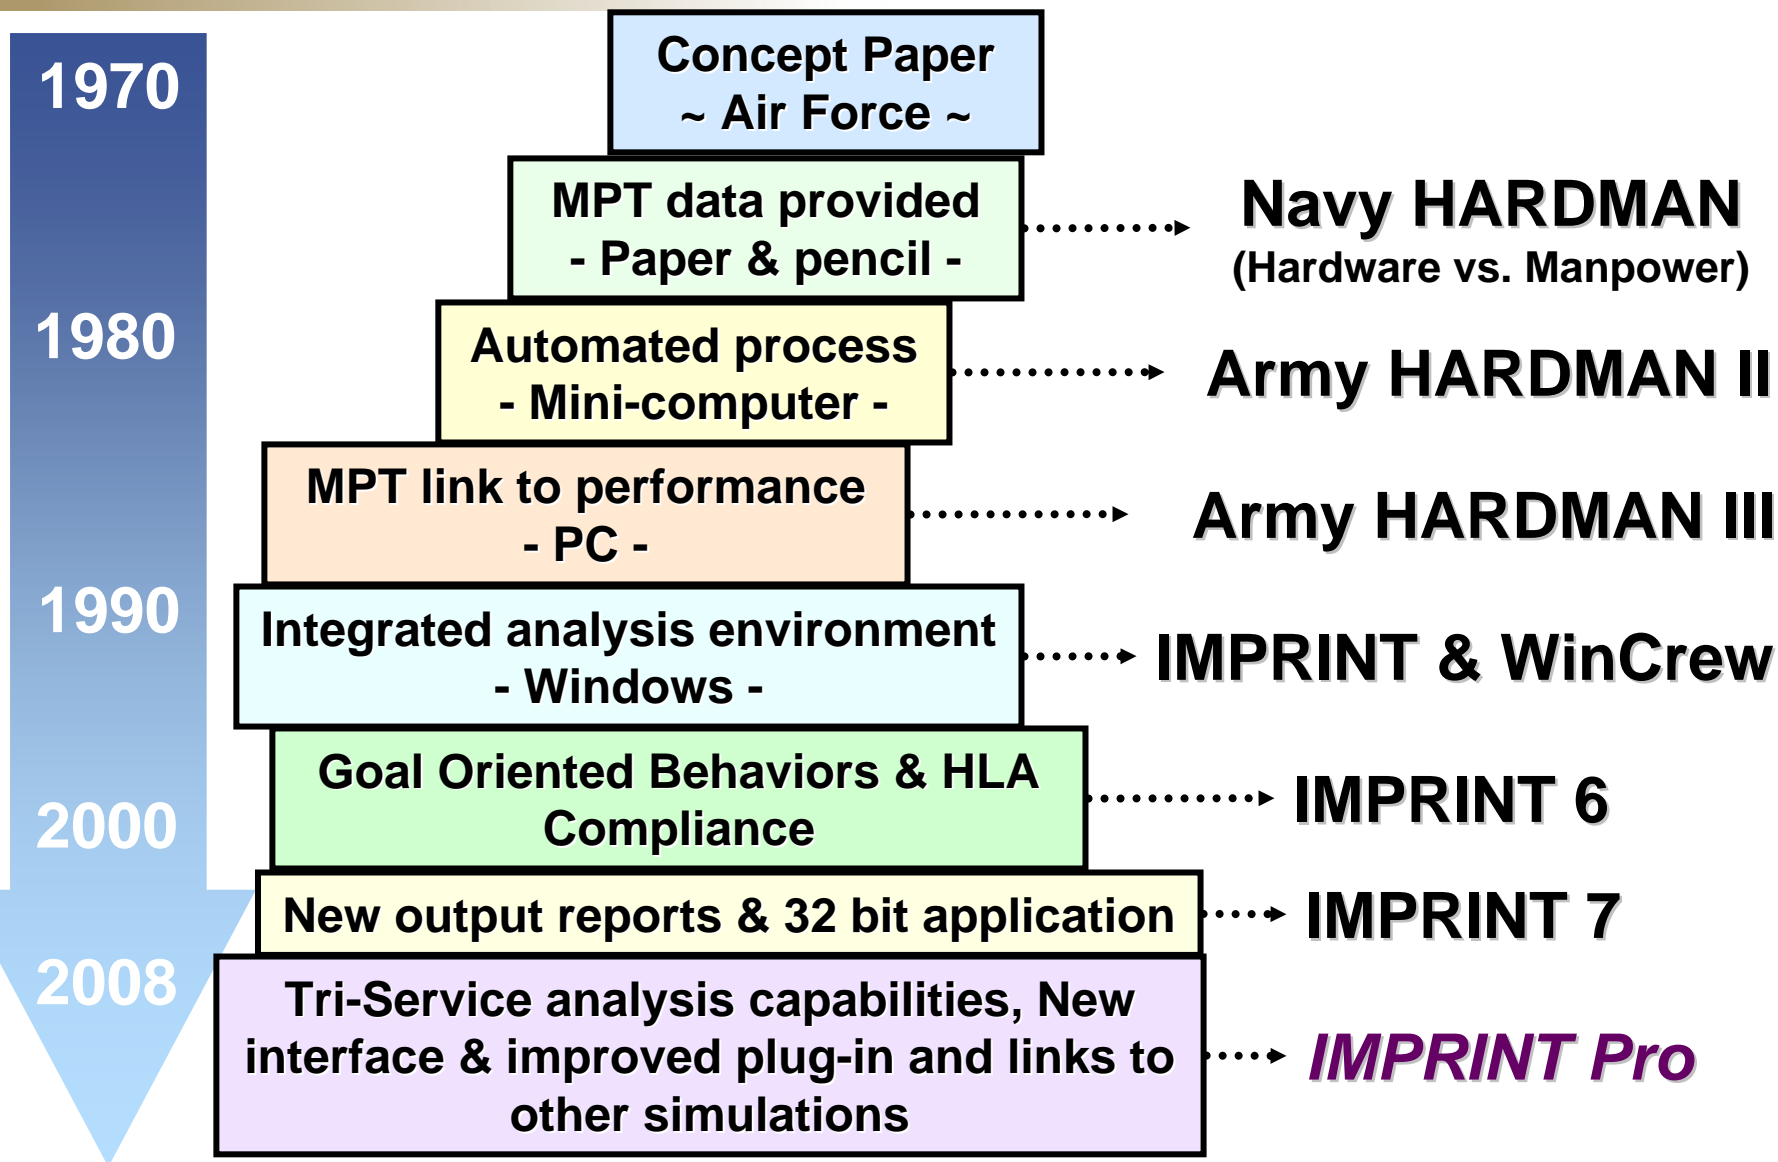 1970
Concept Paper
~ Air Force ~
MPT data provided
- Paper & pencil -
Navy HARDMAN
(Hardware vs. Manpower)
1980
Automated process
- Mini-computer -
Army HARDMAN II
MPT link to performance
- PC -
Army HARDMAN III
1990
Integrated analysis environment
- Windows -
IMPRINT & WinCrew
Goal Oriented Behaviors & HLA
Compliance
IMPRINT 6
2000
New output reports & 32 bit application
IMPRINT 7
2008
Tri-Service analysis capabilities, New
interface & improved plug-in and links to
other simulations
IMPRINT Pro